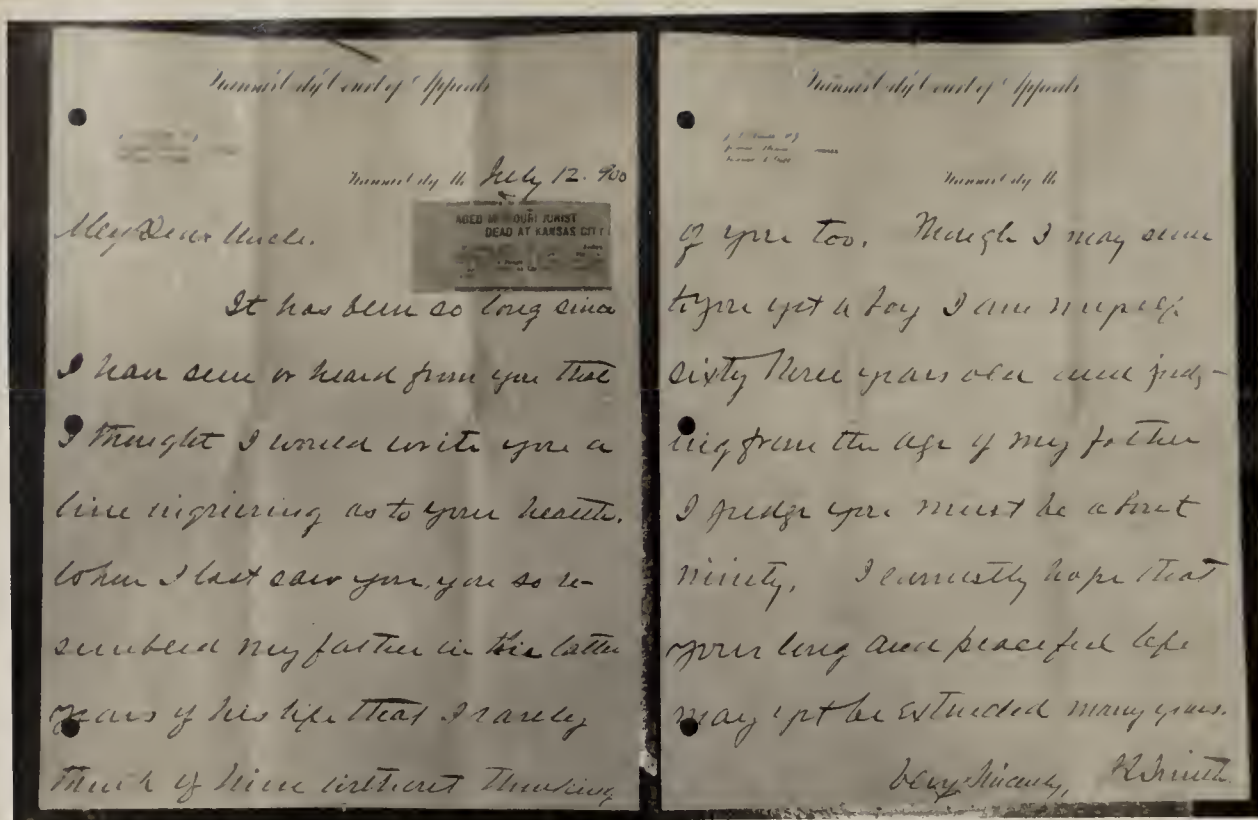 Kansas City Court of Appeals
Kansas City Mo July 12. 900
AGED MISSOURI JURIST
DEAD AT KANSAS CITY
My Dear Uncle.
It has been so long since
I have seen or heard from you that
I thought I would write you a
line inquiring as to your health.
When I last saw you, you so re-
sembled my father in the latter
years of his life that I rarely
think of him without thinking
Kansas City Court of Appeals
Kansas City Mo
of you too. Though I may seem
to you yet a boy I am
sixty three years old and judg-
ing from the age of my father
I judge you must be about
ninety. I earnestly hope that
your long and peaceful life
may yet be extended many years.
Very Sincerely, Smith